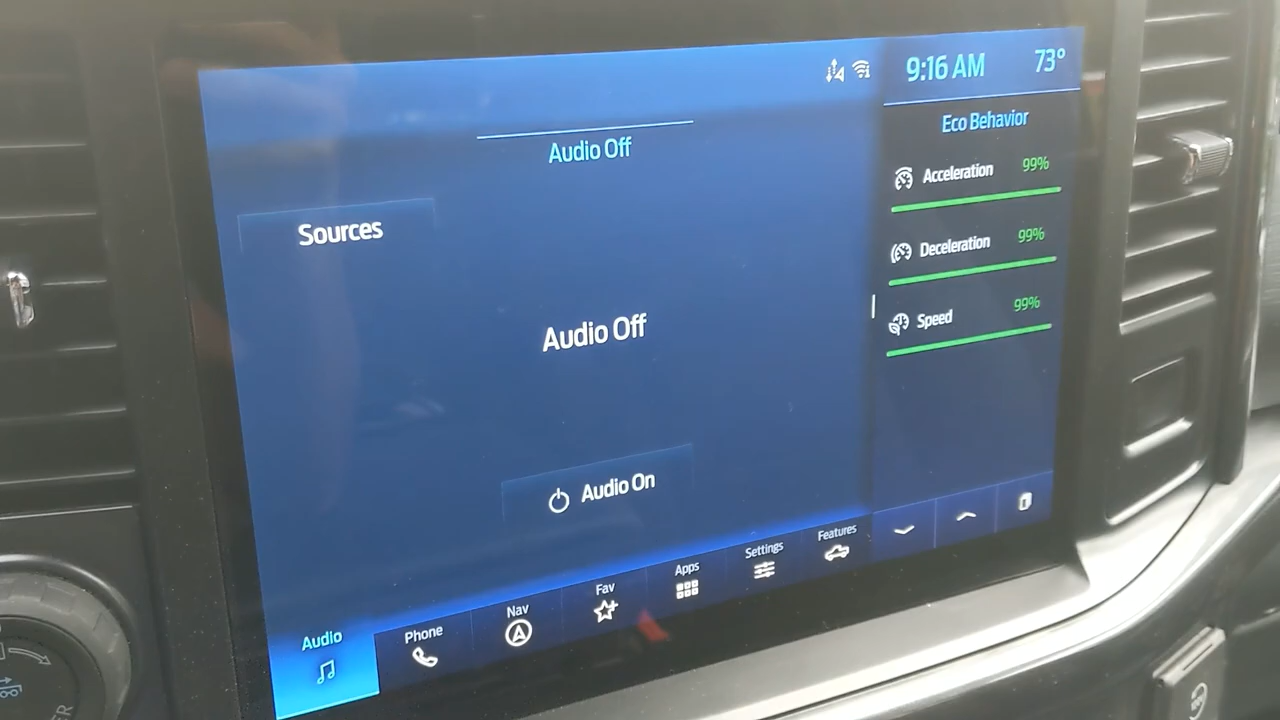 9:16 AM 73°
Audio Off
Sources
Audio Off
Audio On
Eco Behavior
Acceleration 99%
Deceleration 99%
Speed 99%
Audio
Phone
Nav
Fav
Apps
Settings
Features